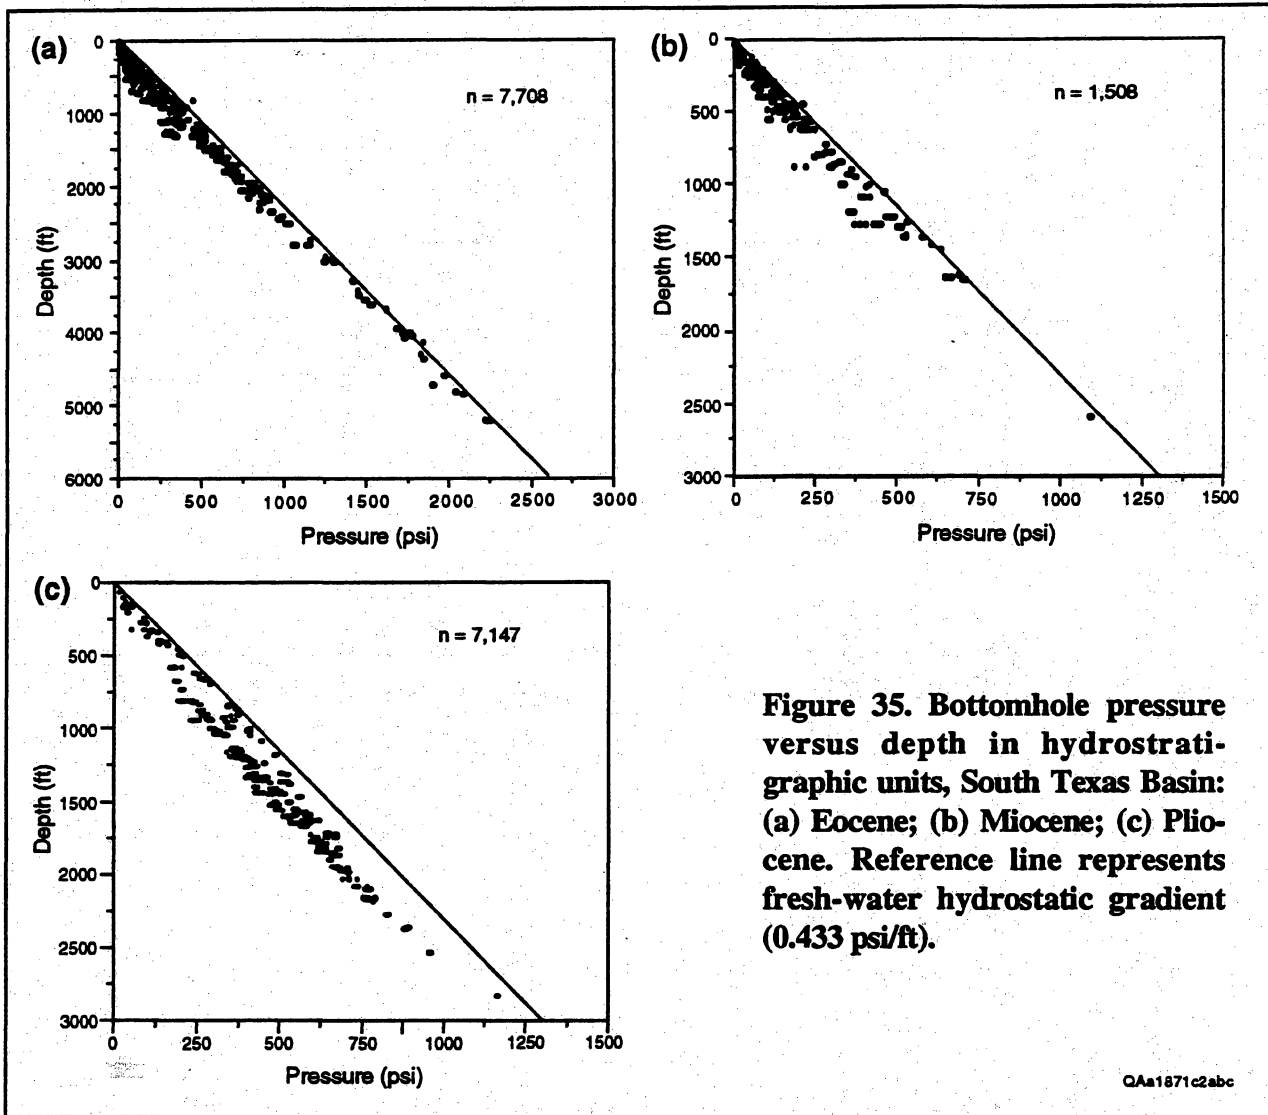 (a)
0
1000
2000
3000
4000
5000
6000
Depth (ft)
n = 7,708
0 500 1000 1500 2000 2500 3000
Pressure (psi)
(b)
0
500
1000
1500
2000
2500
3000
Depth (ft)
n = 1,508
0 250 500 750 1000 1250 1500
Pressure (psi)
(c)
0
500
1000
1500
2000
2500
3000
Depth (ft)
n = 7,147
0 250 500 750 1000 1250 1500
Pressure (psi)
Figure 35. Bottomhole pressure
versus depth in hydrostrati-
graphic units, South Texas Basin:
(a) Eocene; (b) Miocene; (c) Plio-
cene. Reference line represents
fresh-water hydrostatic gradient
(0.433 psi/ft).
QAa1871c2abc